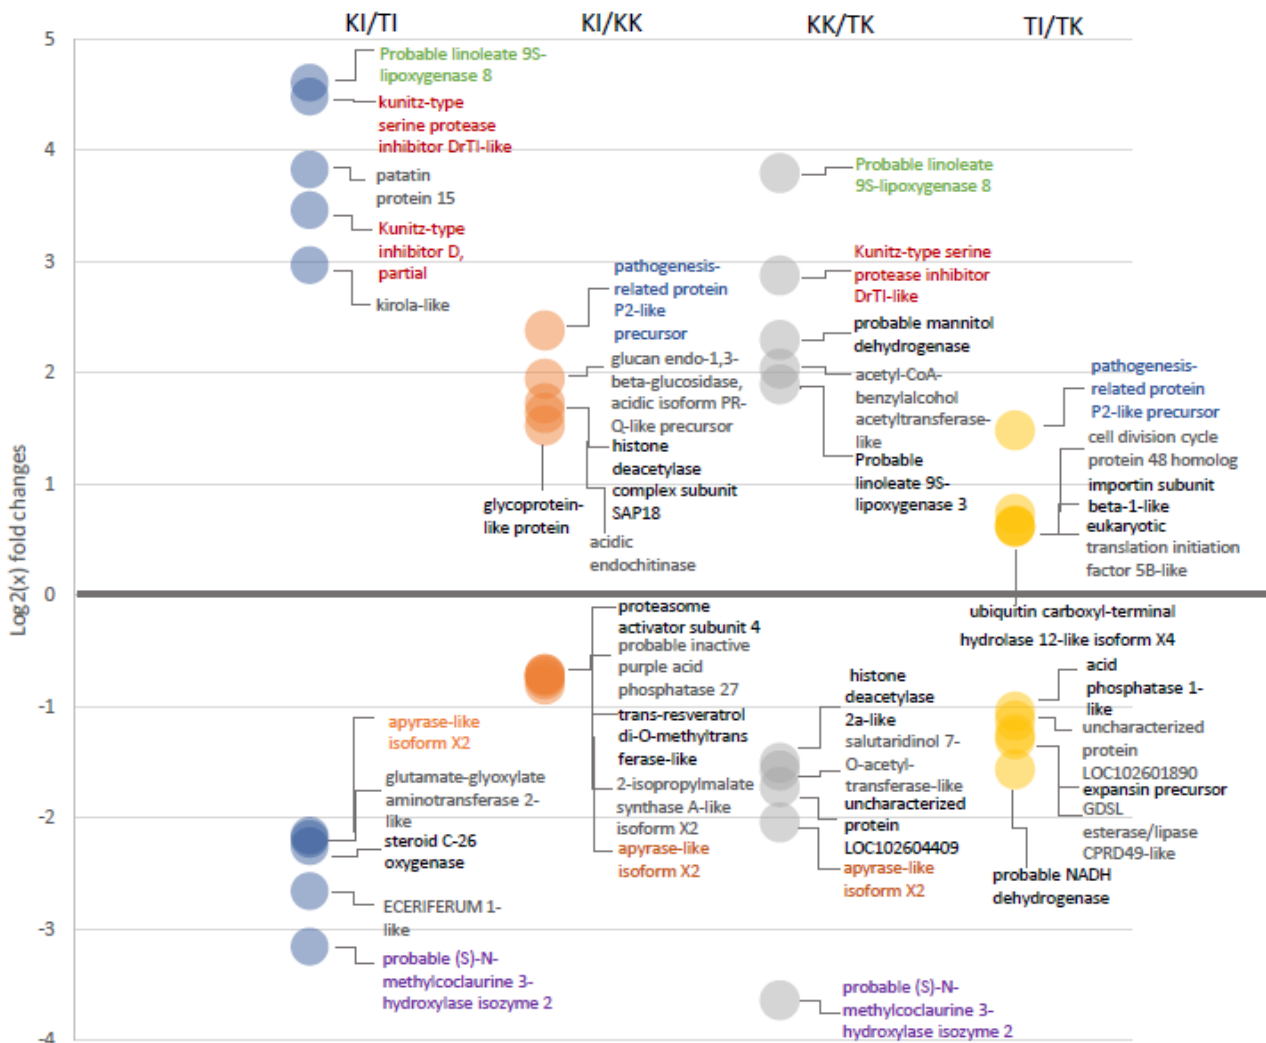 KI/TI
KI/KK
KK/TK
TI/TK
Log2(x) fold changes
5
4
3
2
1
0
-1
-2
-3
-4
Probable linoleate 9S-
lipoxygenase 8
kunitz-type
serine protease
inhibitor DrTI-like
patatin
protein 15
Kunitz-type
inhibitor D,
partial
kirola-like
apyrase-like
isoform X2
glutamate-glyoxylate
aminotransferase 2-
like
steroid C-26
oxygenase
ECERIFERUM 1-
like
probable (S)-N-
methylcoclaurine 3-
hydroxylase isozyme 2
pathogenesis-
related protein
P2-like
precursor
glucan endo-1,3-
beta-glucosidase,
acidic isoform PR-
Q-like precursor
histone
deacetylase
complex subunit
SAP18
glycoprotein-
like protein
acidic
endochitinase
proteasome
activator subunit 4
probable inactive
purple acid
phosphatase 27
trans-resveratrol
di-O-methyltrans
ferase-like
2-isopropylmalate
synthase A-like
isoform X2
apyrase-like
isoform X2
Probable linoleate
9S-lipoxygenase 8
Kunitz-type serine
protease inhibitor
DrTI-like
probable mannitol
dehydrogenase
acetyl-CoA-
benzylalcohol
acetyltransferase-
like
Probable
linoleate 9S-
lipoxygenase 3
histone
deacetylase
2a-like
salutaridinol 7-
O-acetyl-
transferase-like
uncharacterized
protein
LOC102604409
apyrase-like
isoform X2
probable (S)-N-
methylcoclaurine 3-
hydroxylase isozyme 2
pathogenesis-
related protein
P2-like precursor
cell division cycle
protein 48 homolog
importin subunit
beta-1-like
eukaryotic
translation initiation
factor 5B-like
ubiquitin carboxyl-terminal
hydrolase 12-like isoform X4
acid
phosphatase 1-
like
uncharacterized
protein
LOC102601890
expansin precursor
GDSL
esterase/lipase
CPRD49-like
probable NADH
dehydrogenase